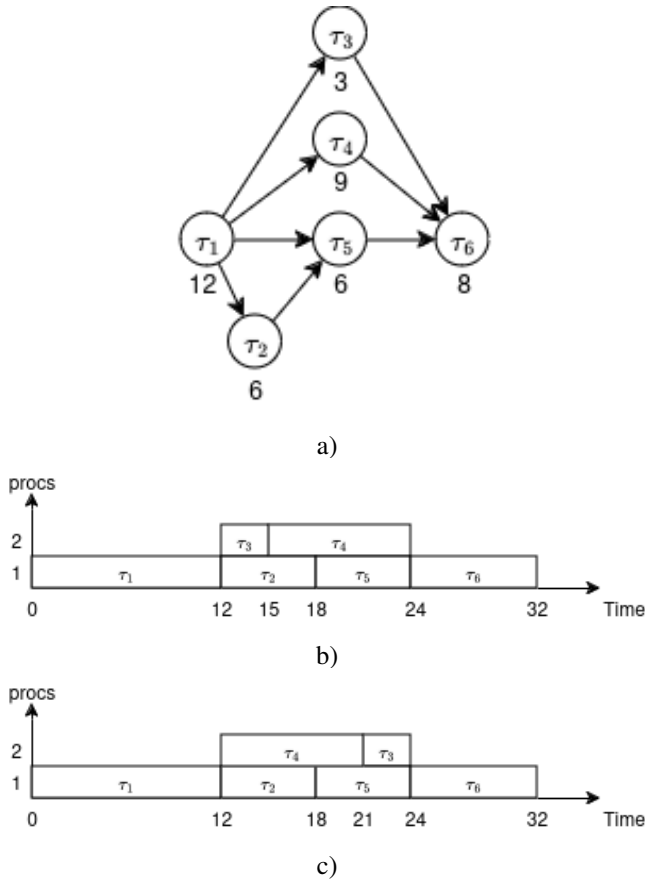 τ₃
3
τ₄
9
τ₁ τ₅ τ₆
12 6 8
τ₂
6
a)
procs
2 τ₃ τ₄
1 τ₁ τ₂ τ₅ τ₆
0 12 15 18 24 32 Time
b)
procs
2 τ₄ τ₃
1 τ₁ τ₂ τ₅ τ₆
0 12 18 21 24 32 Time
c)